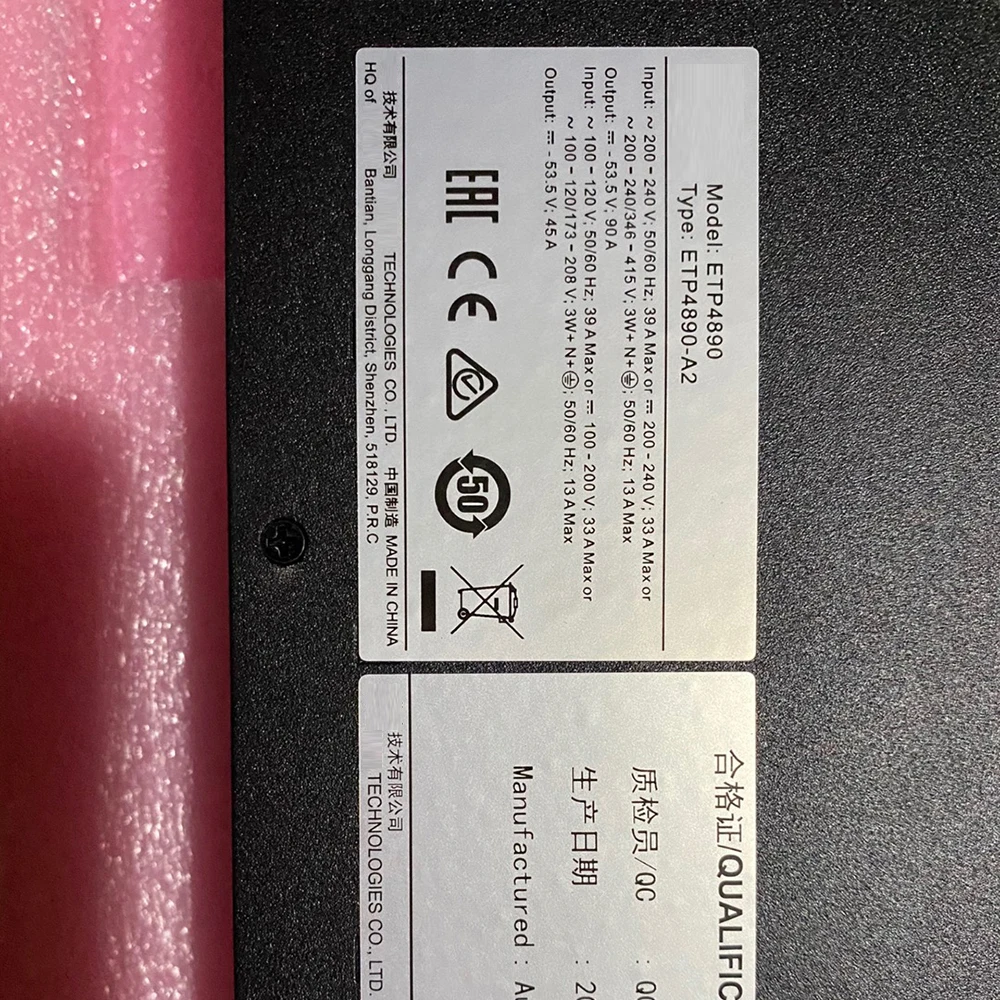 Model: ETP4890
Type: ETP4890-A2
Input: ~ 200 - 240 V; 50/60 Hz; 39 A Max or ⎓ 200 - 240 V; 33 A Max or
~ 200 - 240/346 - 415 V; 3W+ N+⏚; 50/60 Hz; 13 A Max
Output: ⎓ - 53.5 V; 90 A
Input: ~ 100 - 120 V; 50/60 Hz; 39 A Max or ⎓ 100 - 200 V; 33 A Max or
~ 100 - 120/173 - 208 V; 3W+ N+⏚; 50/60 Hz; 13 A Max
Output: ⎓ - 53.5 V; 45 A
EAC CE 50
技术有限公司 TECHNOLOGIES CO., LTD. 中国制造 MADE IN CHINA
HQ of Bantian, Longgang District, Shenzhen, 518129, P.R.C
合格证/QUALIFIC
质检员/QC :
生产日期 : 20
Manufactured :
技术有限公司
TECHNOLOGIES CO., LTD.